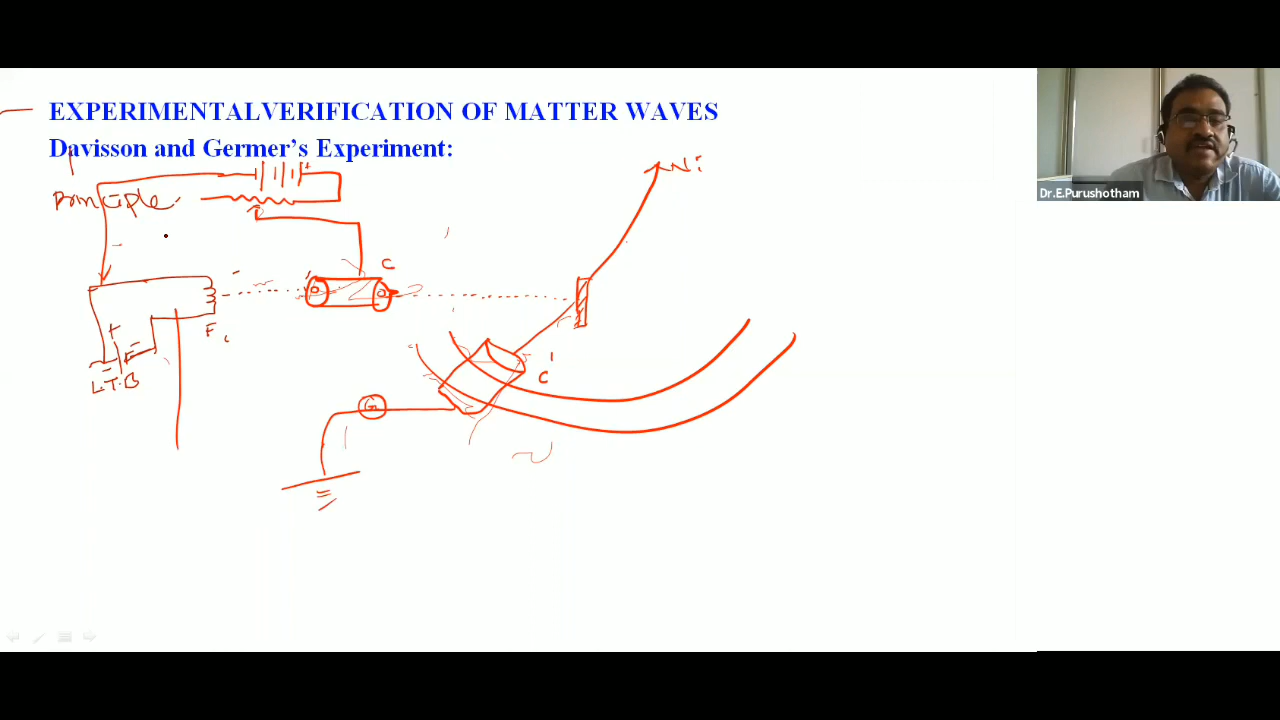 EXPERIMENTALVERIFICATION OF MATTER WAVES
Davisson and Germer's Experiment:
Principle.
Ni
Dr.E.Purushotham
C
F
L.T.B
C'
G